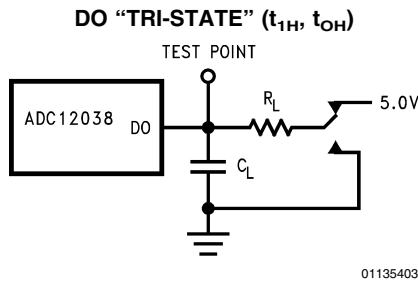 DO “TRI-STATE” (t1H, tOH)
TEST POINT
ADC12038
DO
RL
5.0V
CL
01135403